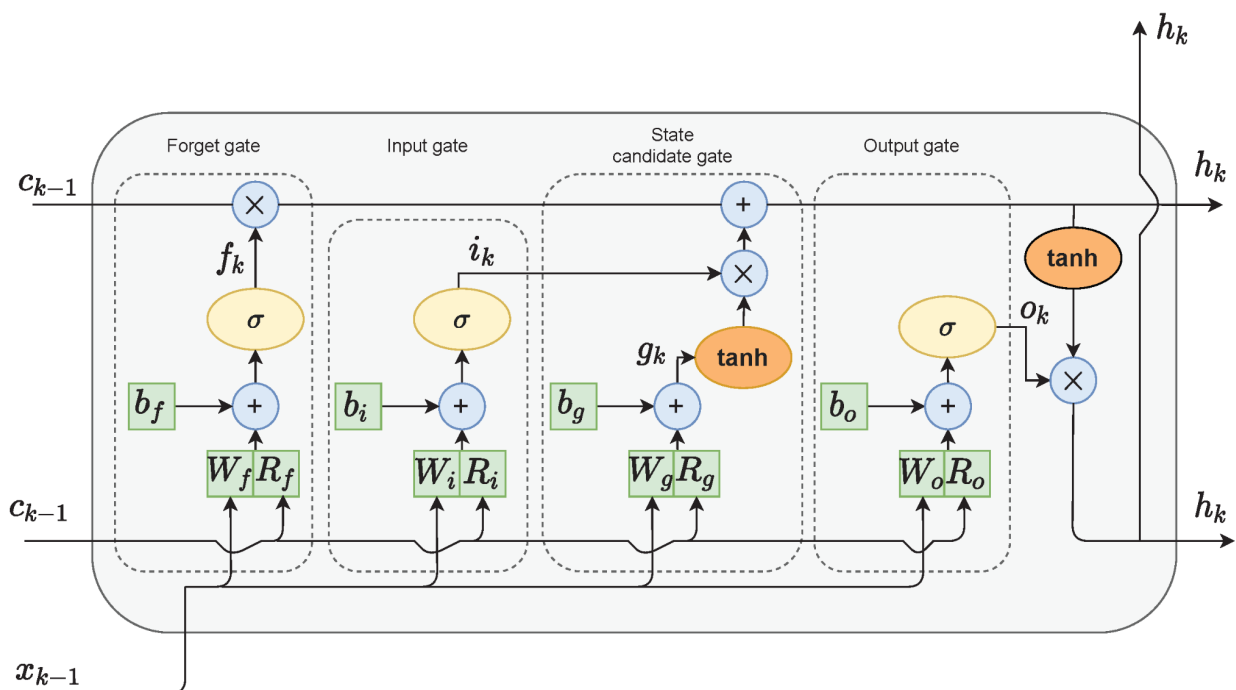 h_k
State
Forget gate Input gate candidate gate Output gate
c_{k-1} × + h_k
f_k i_k × tanh
σ σ σ o_k
g_k tanh ×
b_f + b_i + b_g + b_o +
W_f R_f W_i R_i W_g R_g W_o R_o
c_{k-1} h_k
x_{k-1}